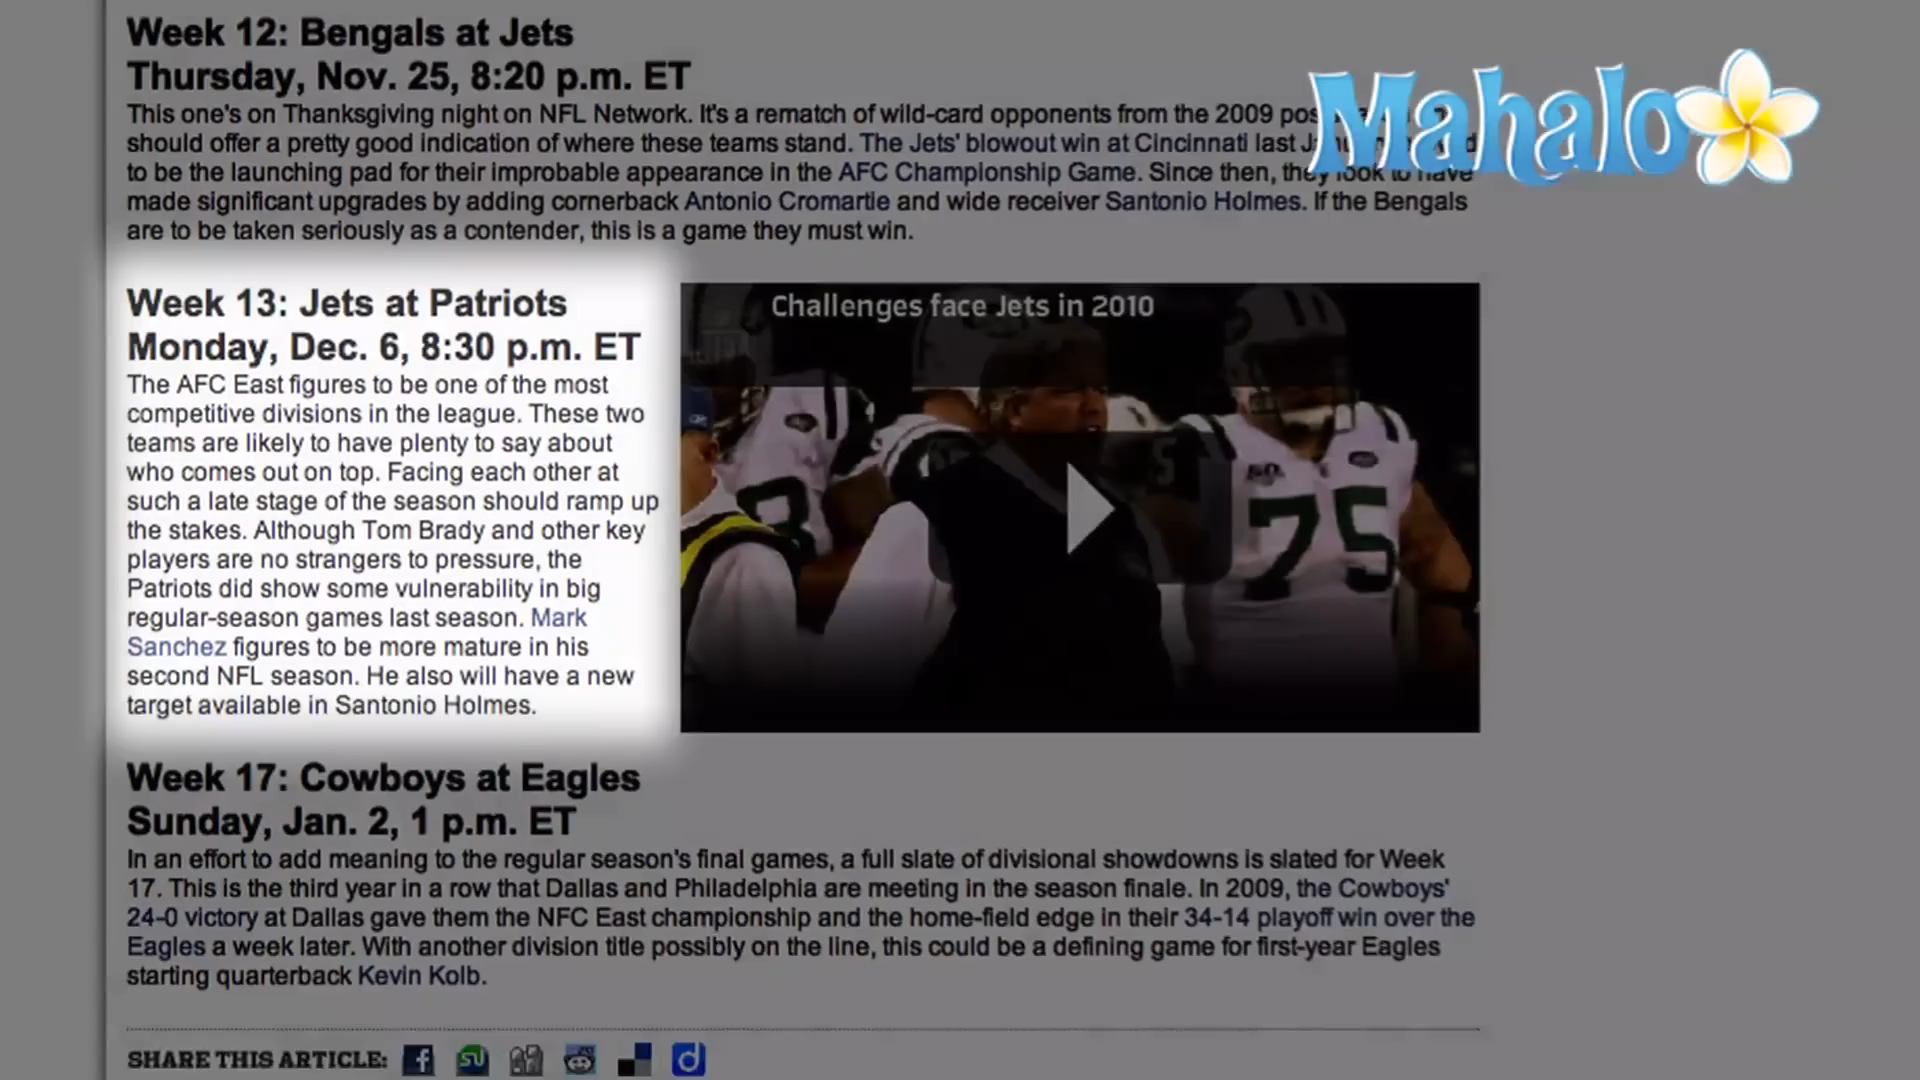 Week 12: Bengals at Jets
Thursday, Nov. 25, 8:20 p.m. ET
This one's on Thanksgiving night on NFL Network. It's a rematch of wild-card opponents from the 2009
should offer a pretty good indication of where these teams stand. The Jets' blowout win at Cincinnati last
to be the launching pad for their improbable appearance in the AFC Championship Game. Since then, they look to have
made significant upgrades by adding cornerback Antonio Cromartie and wide receiver Santonio Holmes. If the Bengals
are to be taken seriously as a contender, this is a game they must win.
Mahalo
Week 13: Jets at Patriots
Monday, Dec. 6, 8:30 p.m. ET
The AFC East figures to be one of the most
competitive divisions in the league. These two
teams are likely to have plenty to say about
who comes out on top. Facing each other at
such a late stage of the season should ramp up
the stakes. Although Tom Brady and other key
players are no strangers to pressure, the
Patriots did show some vulnerability in big
regular-season games last season. Mark
Sanchez figures to be more mature in his
second NFL season. He also will have a new
target available in Santonio Holmes.
Challenges face Jets in 2010
75
Week 17: Cowboys at Eagles
Sunday, Jan. 2, 1 p.m. ET
In an effort to add meaning to the regular season's final games, a full slate of divisional showdowns is slated for Week
17. This is the third year in a row that Dallas and Philadelphia are meeting in the season finale. In 2009, the Cowboys'
24-0 victory at Dallas gave them the NFC East championship and the home-field edge in their 34-14 playoff win over the
Eagles a week later. With another division title possibly on the line, this could be a defining game for first-year Eagles
starting quarterback Kevin Kolb.
SHARE THIS ARTICLE: